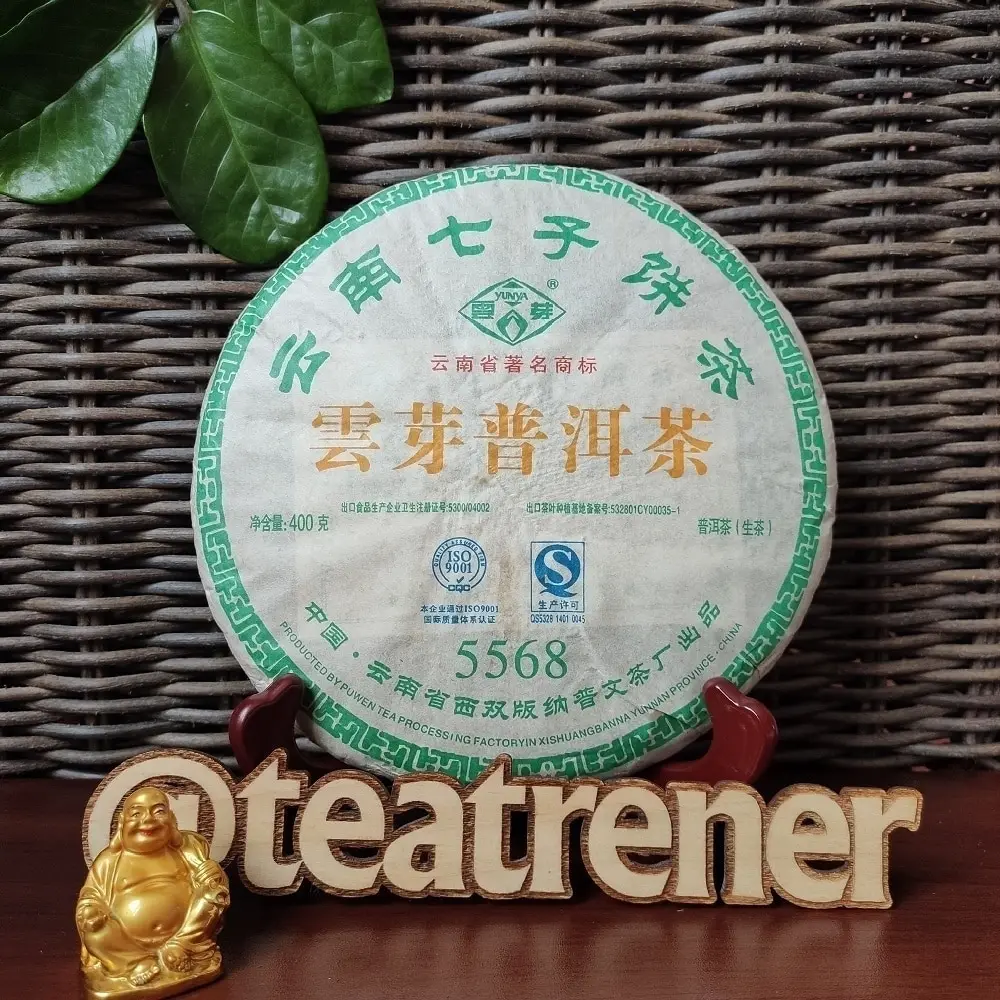 云南七子饼茶
YUNYA
雲芽
®
云南省著名商标
雲芽普洱茶
出口食品生产企业卫生注册证号:5300/04002
出口茶叶种植基地备案号:532801CY00035-1
净含量:400克
普洱茶(生茶)
QUALITY ASSURED FIRM
ISO
9001
CQC
本企业通过ISO9001
国际质量体系认证
S
生产许可
QS5328 1401 0045
5568
中国·云南省西双版纳普文茶厂出品
PRODUCED BY PUWEN TEA PROCESSING FACTORYIN XISHUANGBANNA YUNNAN PROVINCE·CHINA
@teatrener